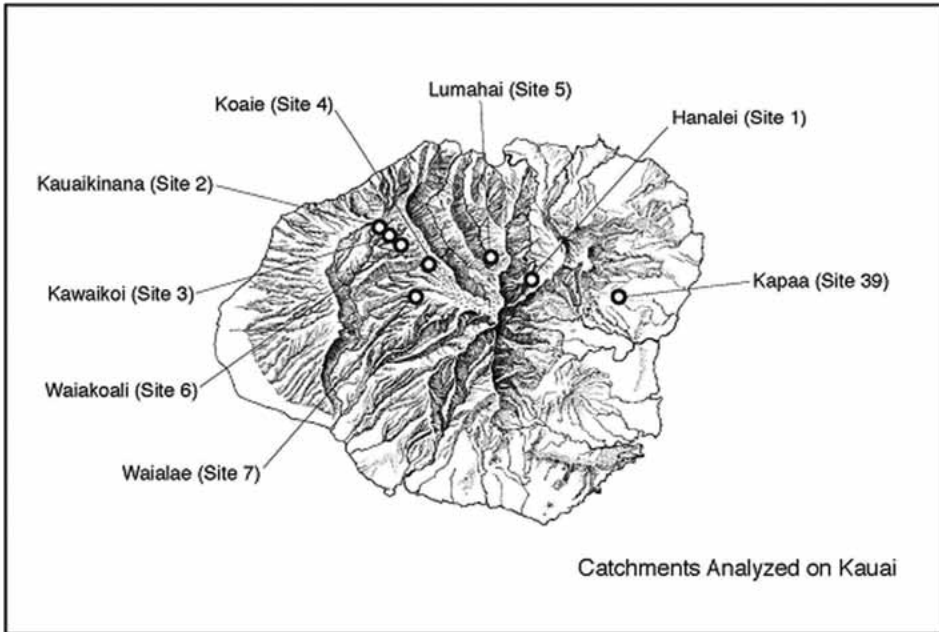 Lumahai (Site 5)
Koaie (Site 4)
Hanalei (Site 1)
Kauaikinana (Site 2)
Kawaikoi (Site 3)
Kapaa (Site 39)
Waiakoali (Site 6)
Waialae (Site 7)
Catchments Analyzed on Kauai